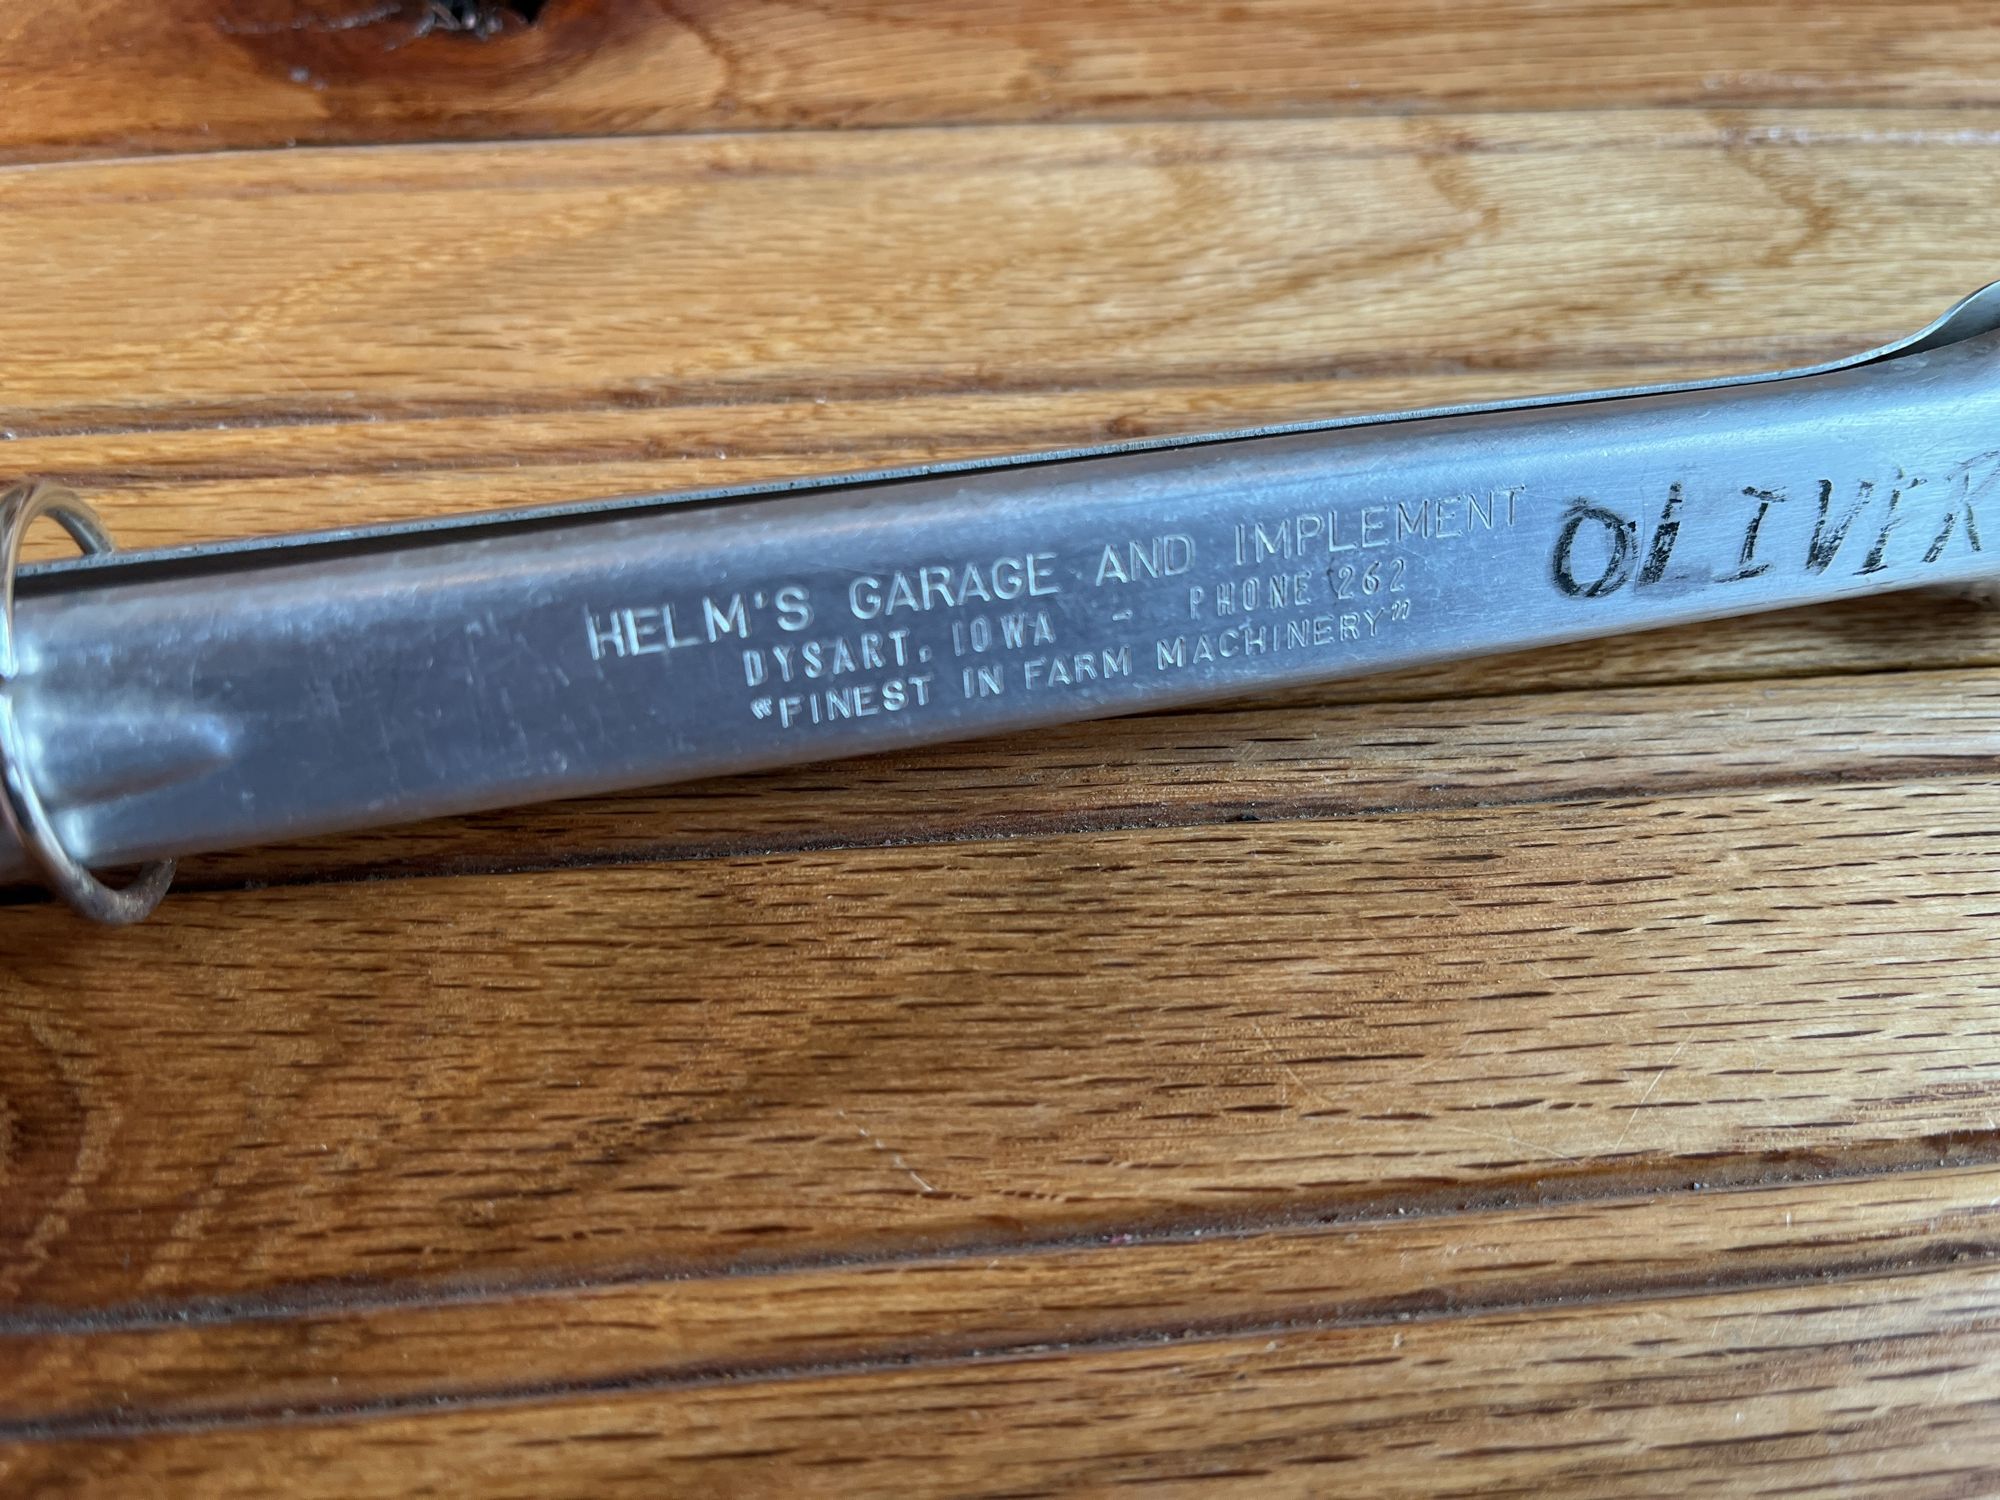 HELM'S GARAGE AND IMPLEMENT
DYSART, IOWA - PHONE 262
"FINEST IN FARM MACHINERY"
OLIVER